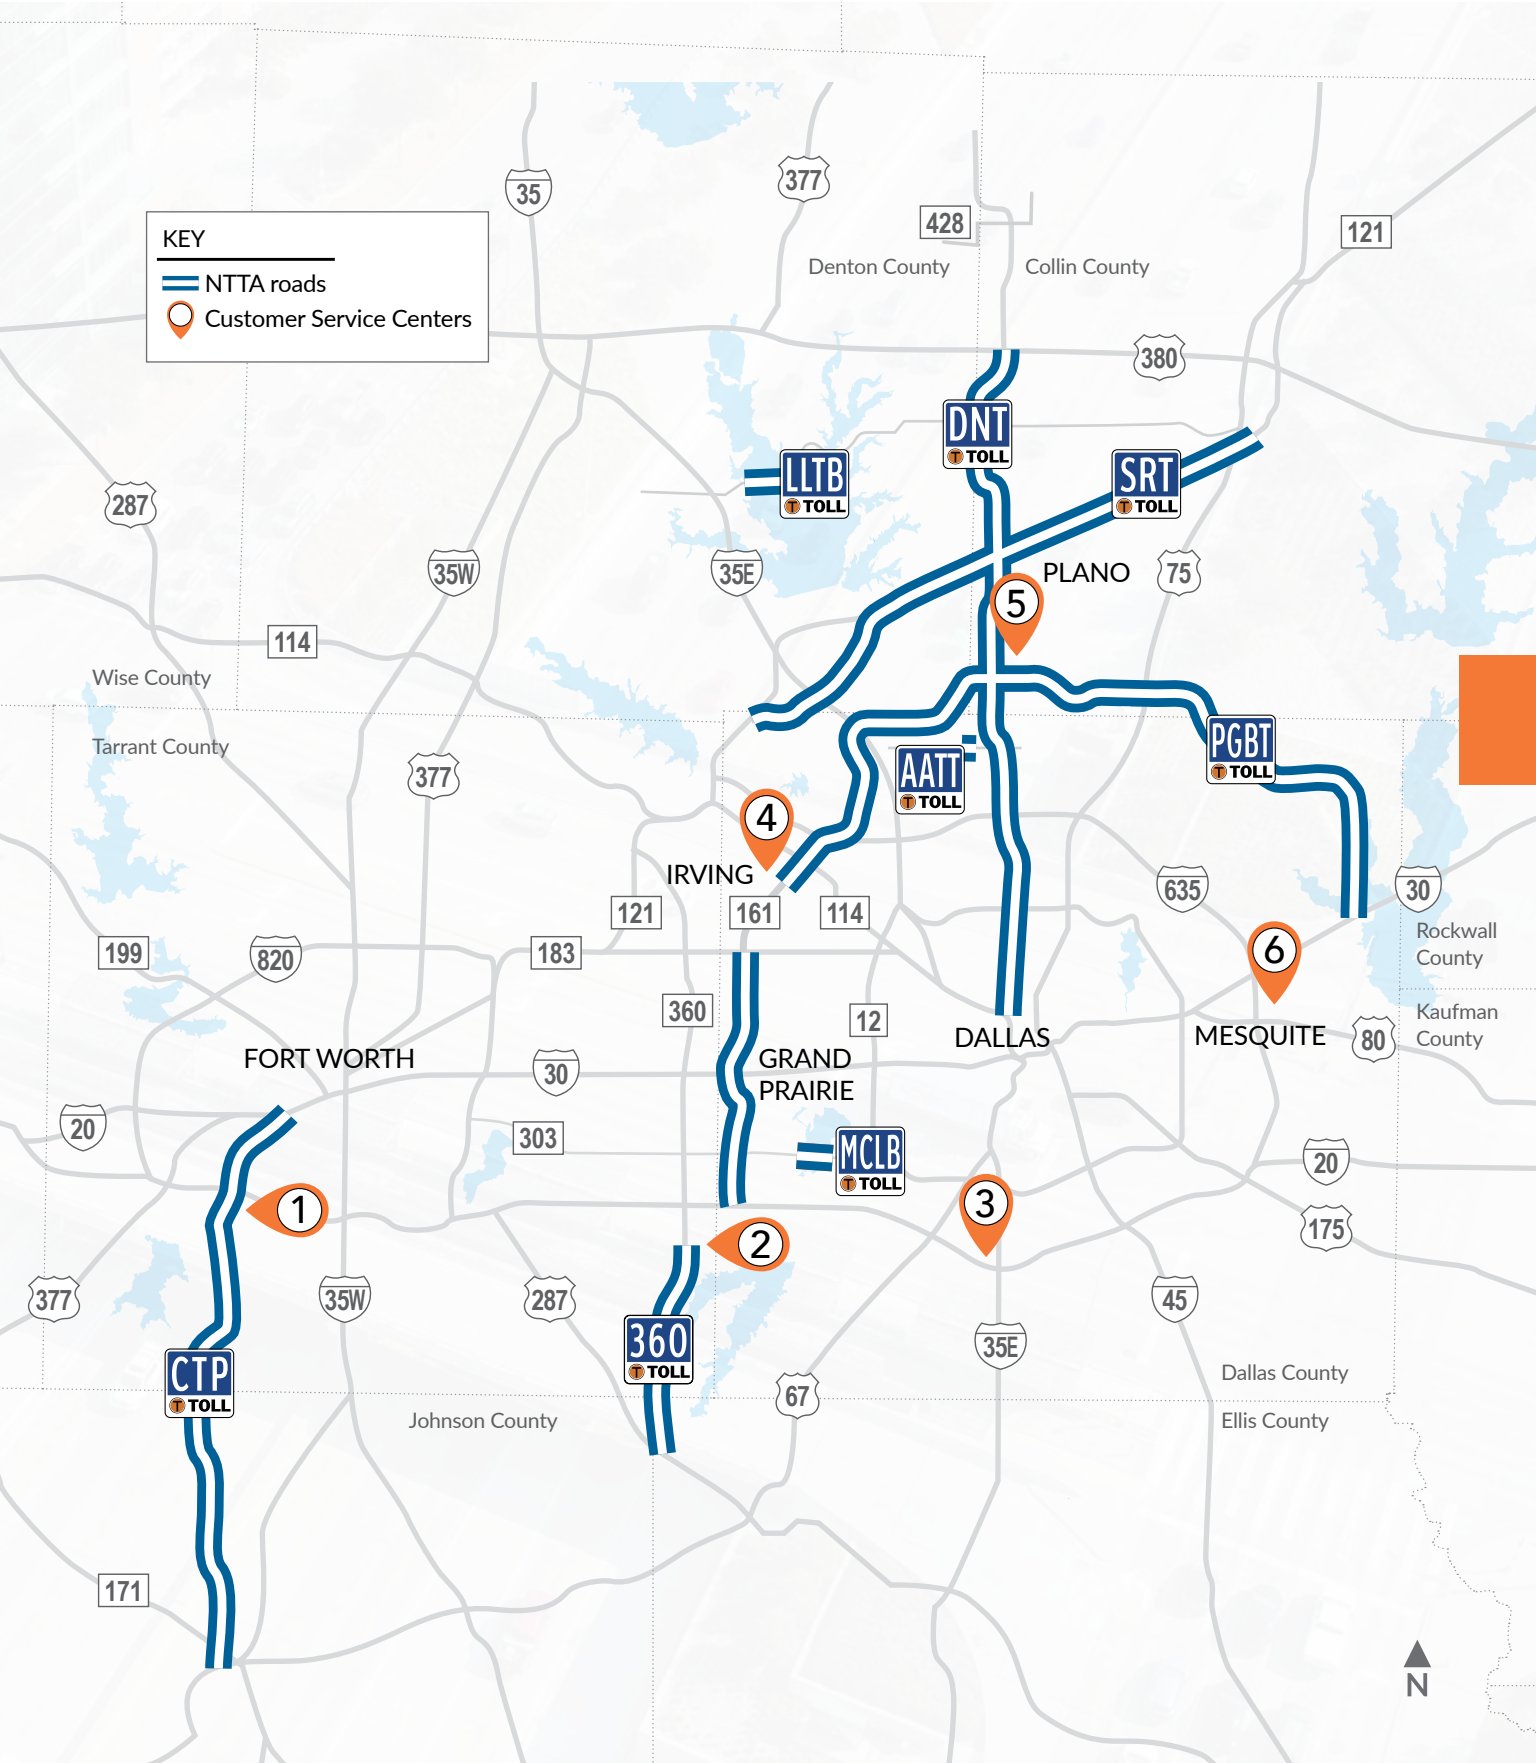 35
377
428
121
KEY
NTTA roads
Customer Service Centers
Denton County
Collin County
380
DNT
TOLL
LLTB
TOLL
SRT
TOLL
287
35W
35E
PLANO
75
5
114
Wise County
Tarrant County
377
PGBT
TOLL
AATT
TOLL
4
IRVING
635
30
121
161
114
199
820
183
6
Rockwall
County
360
12
Kaufman
County
DALLAS
MESQUITE
80
FORT WORTH
30
GRAND
PRAIRIE
20
303
MCLB
TOLL
20
1
3
175
2
377
35W
287
45
360
TOLL
35E
CTP
TOLL
67
Dallas County
Johnson County
Ellis County
171
N